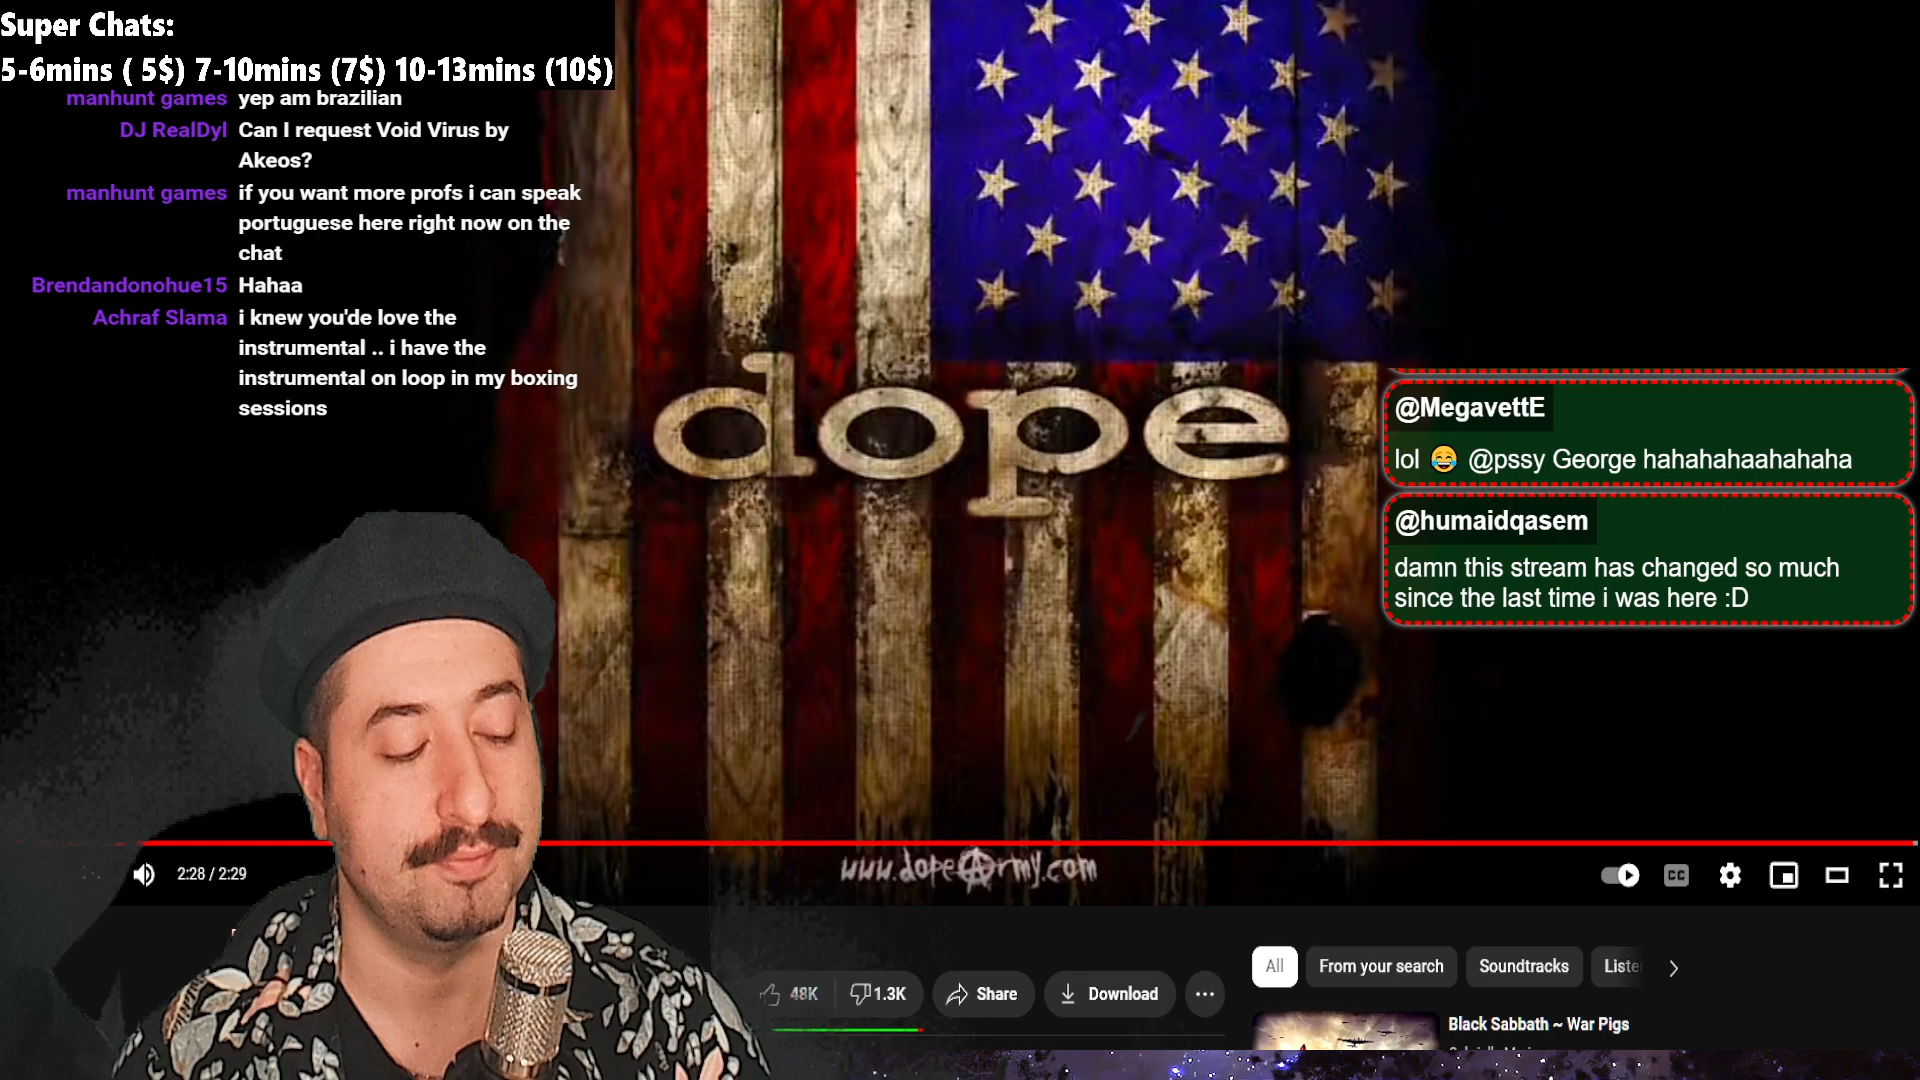 Super Chats:
5-6mins ( 5$) 7-10mins (7$) 10-13mins (10$)
manhunt games yep am brazilian
DJ RealDyl Can I request Void Virus by
Akeos?
manhunt games if you want more profs i can speak
portuguese here right now on the
chat
Brendandonohue15 Hahaa
Achraf Slama i knew you'de love the
instrumental .. i have the
instrumental on loop in my boxing
sessions
dope
@MegavettE
lol 😂 @pssy George hahahahaahahaha
@humaidqasem
damn this stream has changed so much
since the last time i was here :D
www.dopeArmy.com
2:28 / 2:29
CC
48K
1.3K
Share
Download
All
From your search
Soundtracks
Liste
Black Sabbath ~ War Pigs